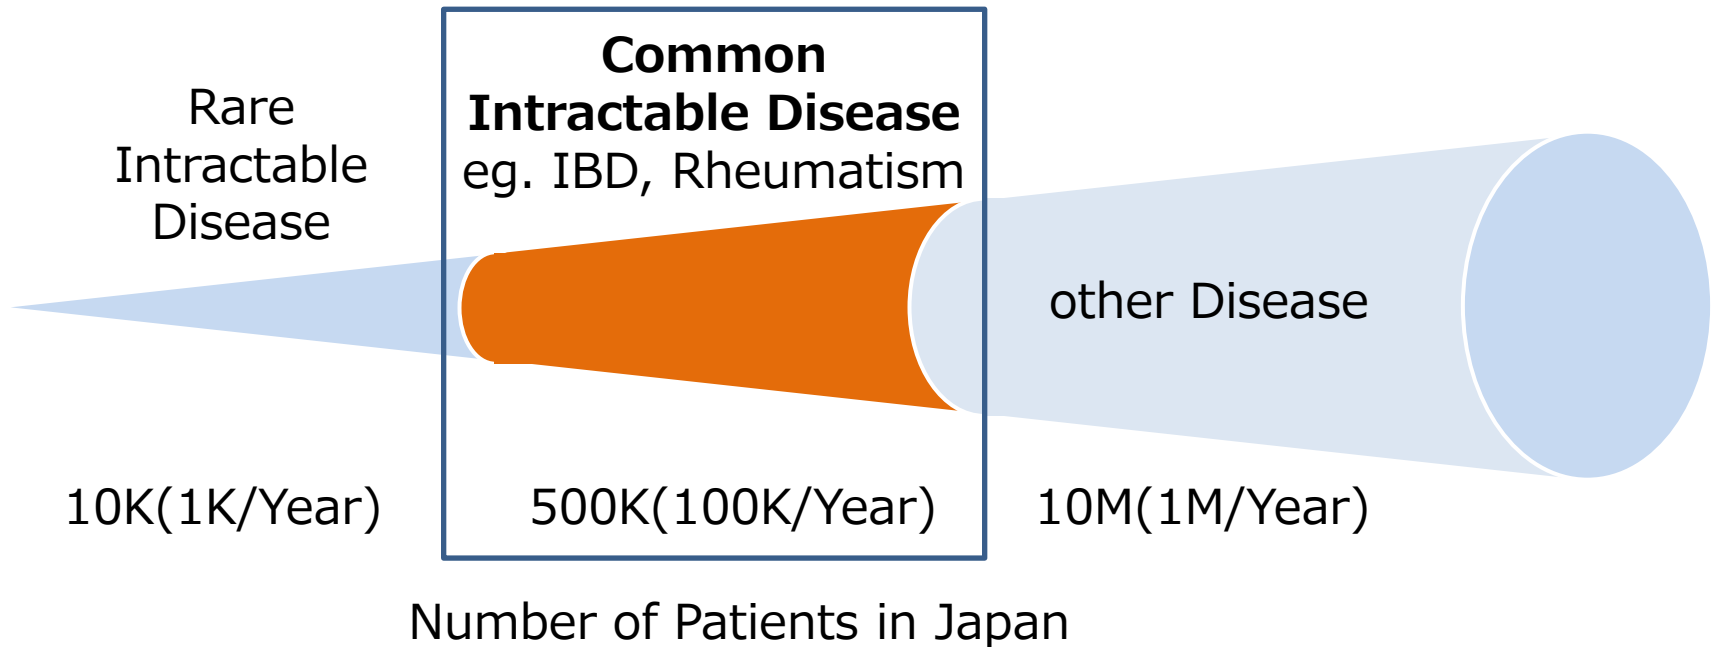 Rare
Intractable
Disease
Common
Intractable Disease
eg. IBD, Rheumatism
other Disease
10K(1K/Year)
500K(100K/Year)
10M(1M/Year)
Number of Patients in Japan